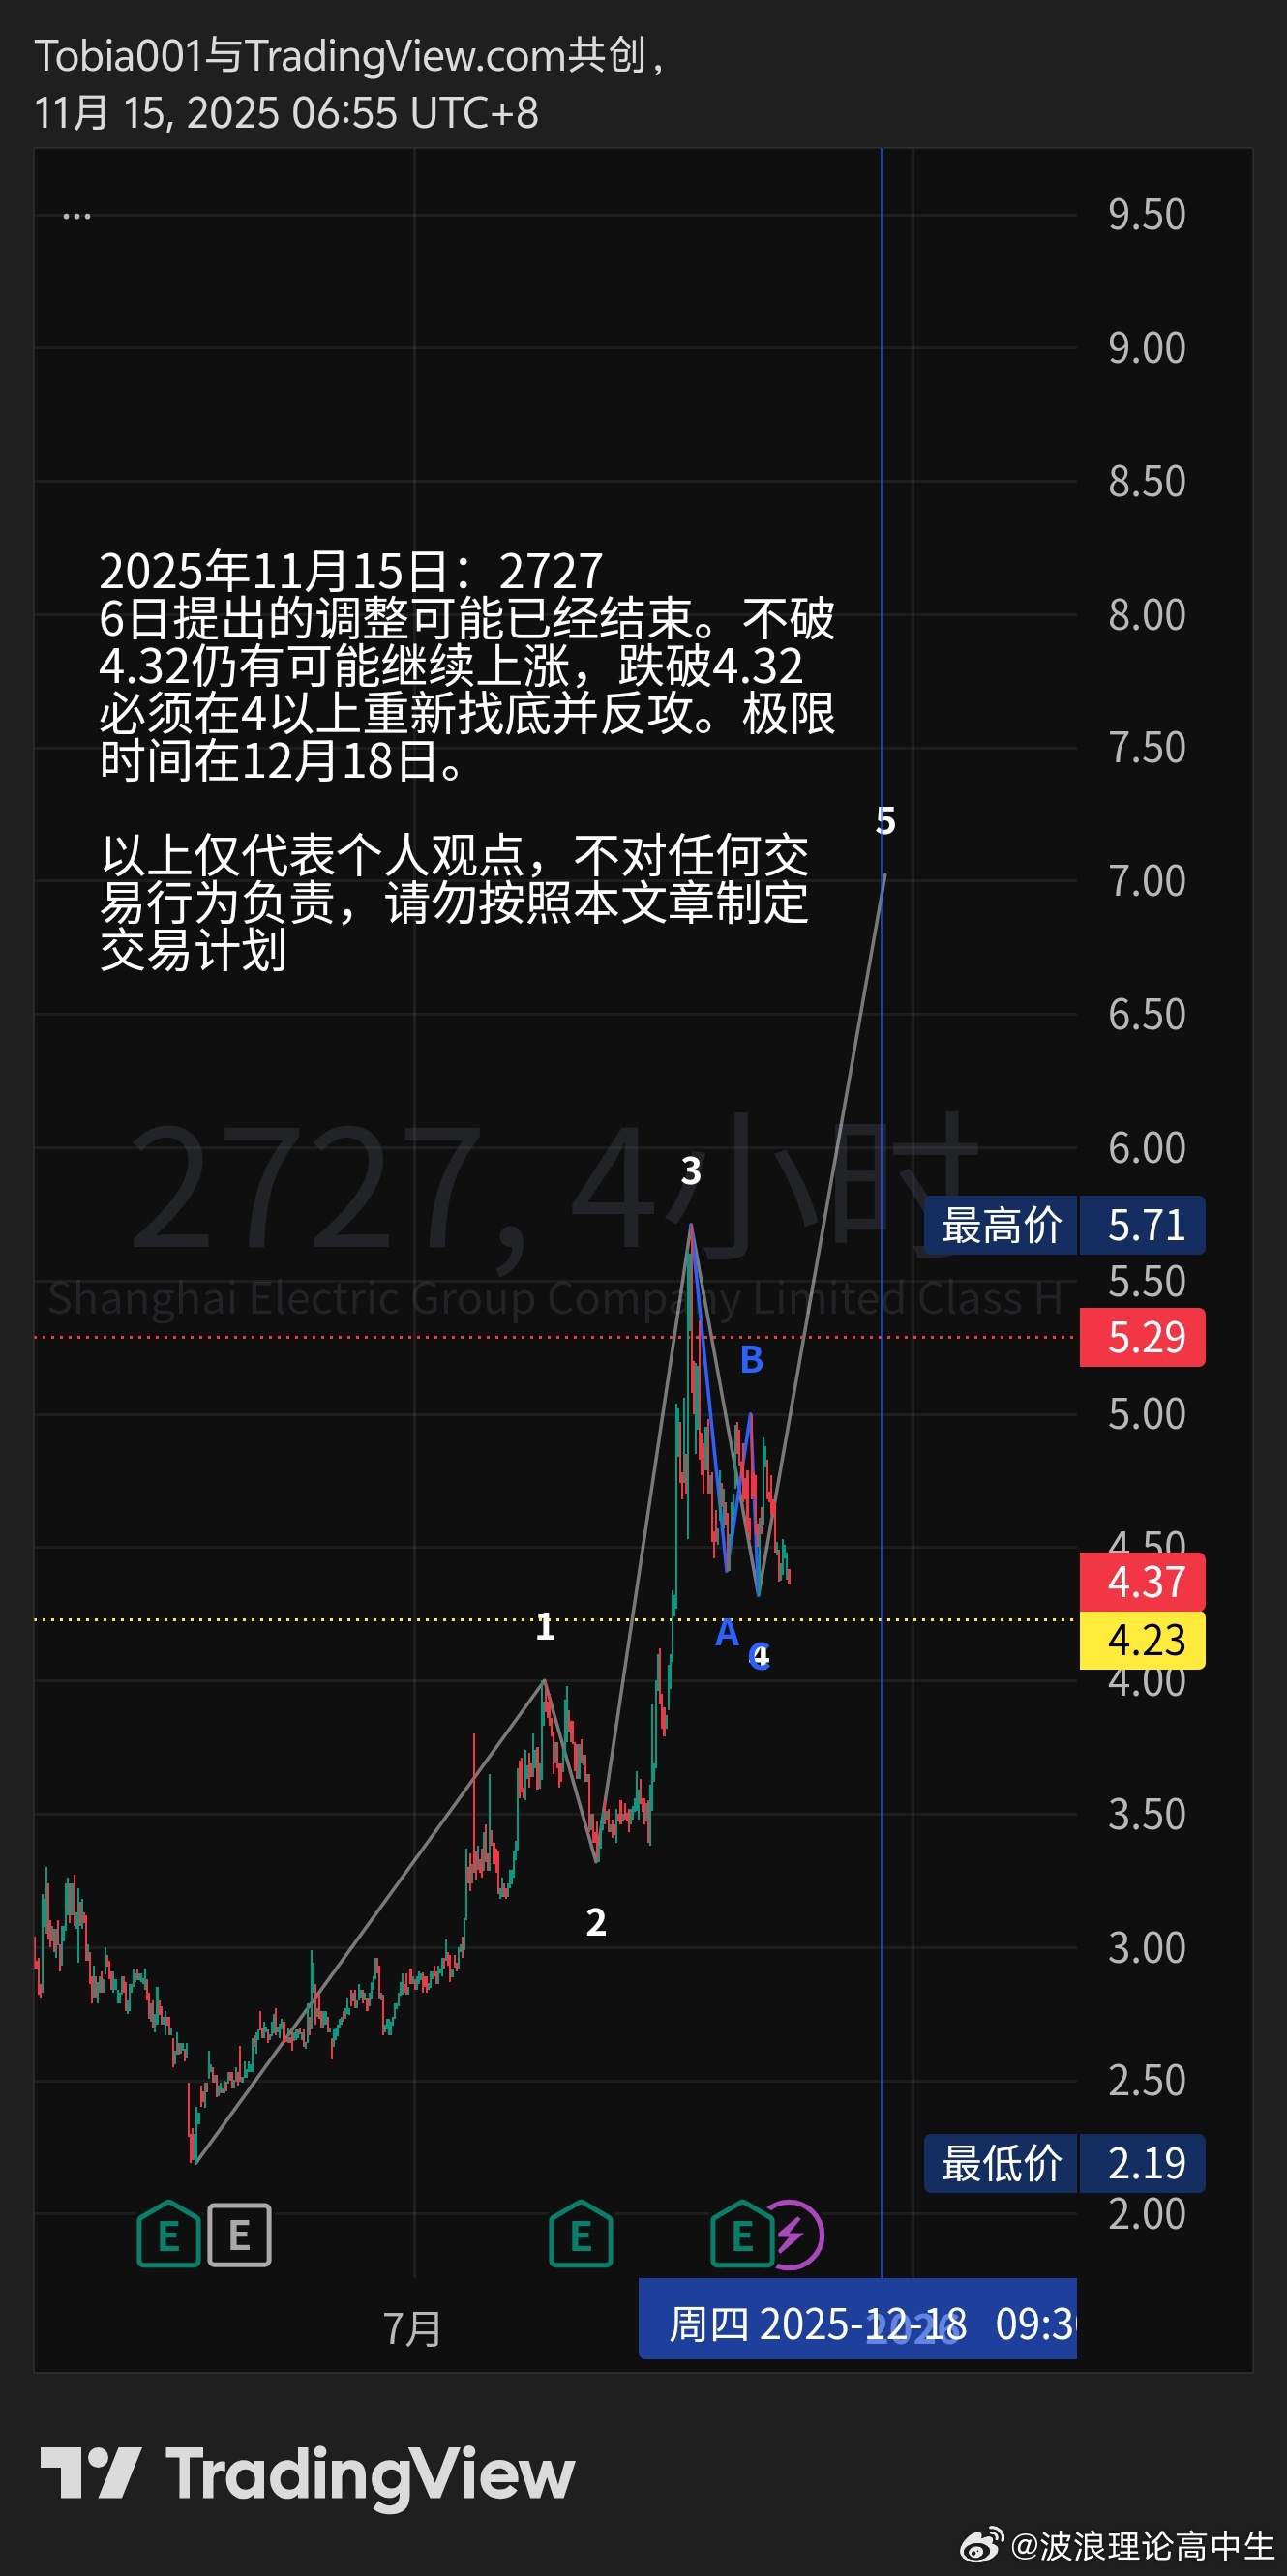 Tobia001与TradingView.com共创，
11月 15, 2025 06:55 UTC+8
...
9.50
9.00
8.50
2025年11月15日：2727
6日提出的调整可能已经结束。不破
4.32仍有可能继续上涨，跌破4.32
必须在4以上重新找底并反攻。极限
时间在12月18日。
以上仅代表个人观点，不对任何交
易行为负责，请勿按照本文章制定
交易计划
8.00
7.50
5
7.00
6.50
2727, 4小时
Shanghai Electric Group Company Limited Class H
6.00
3
最高价 5.71
5.50
5.29
B
5.00
4.50
4.37
4.23
1
A
C
4
4.00
3.50
2
3.00
2.50
最低价 2.19
2.00
E
E
E
E
7月
周四 2025-12-18 09:30
2026
TradingView
@波浪理论高中生